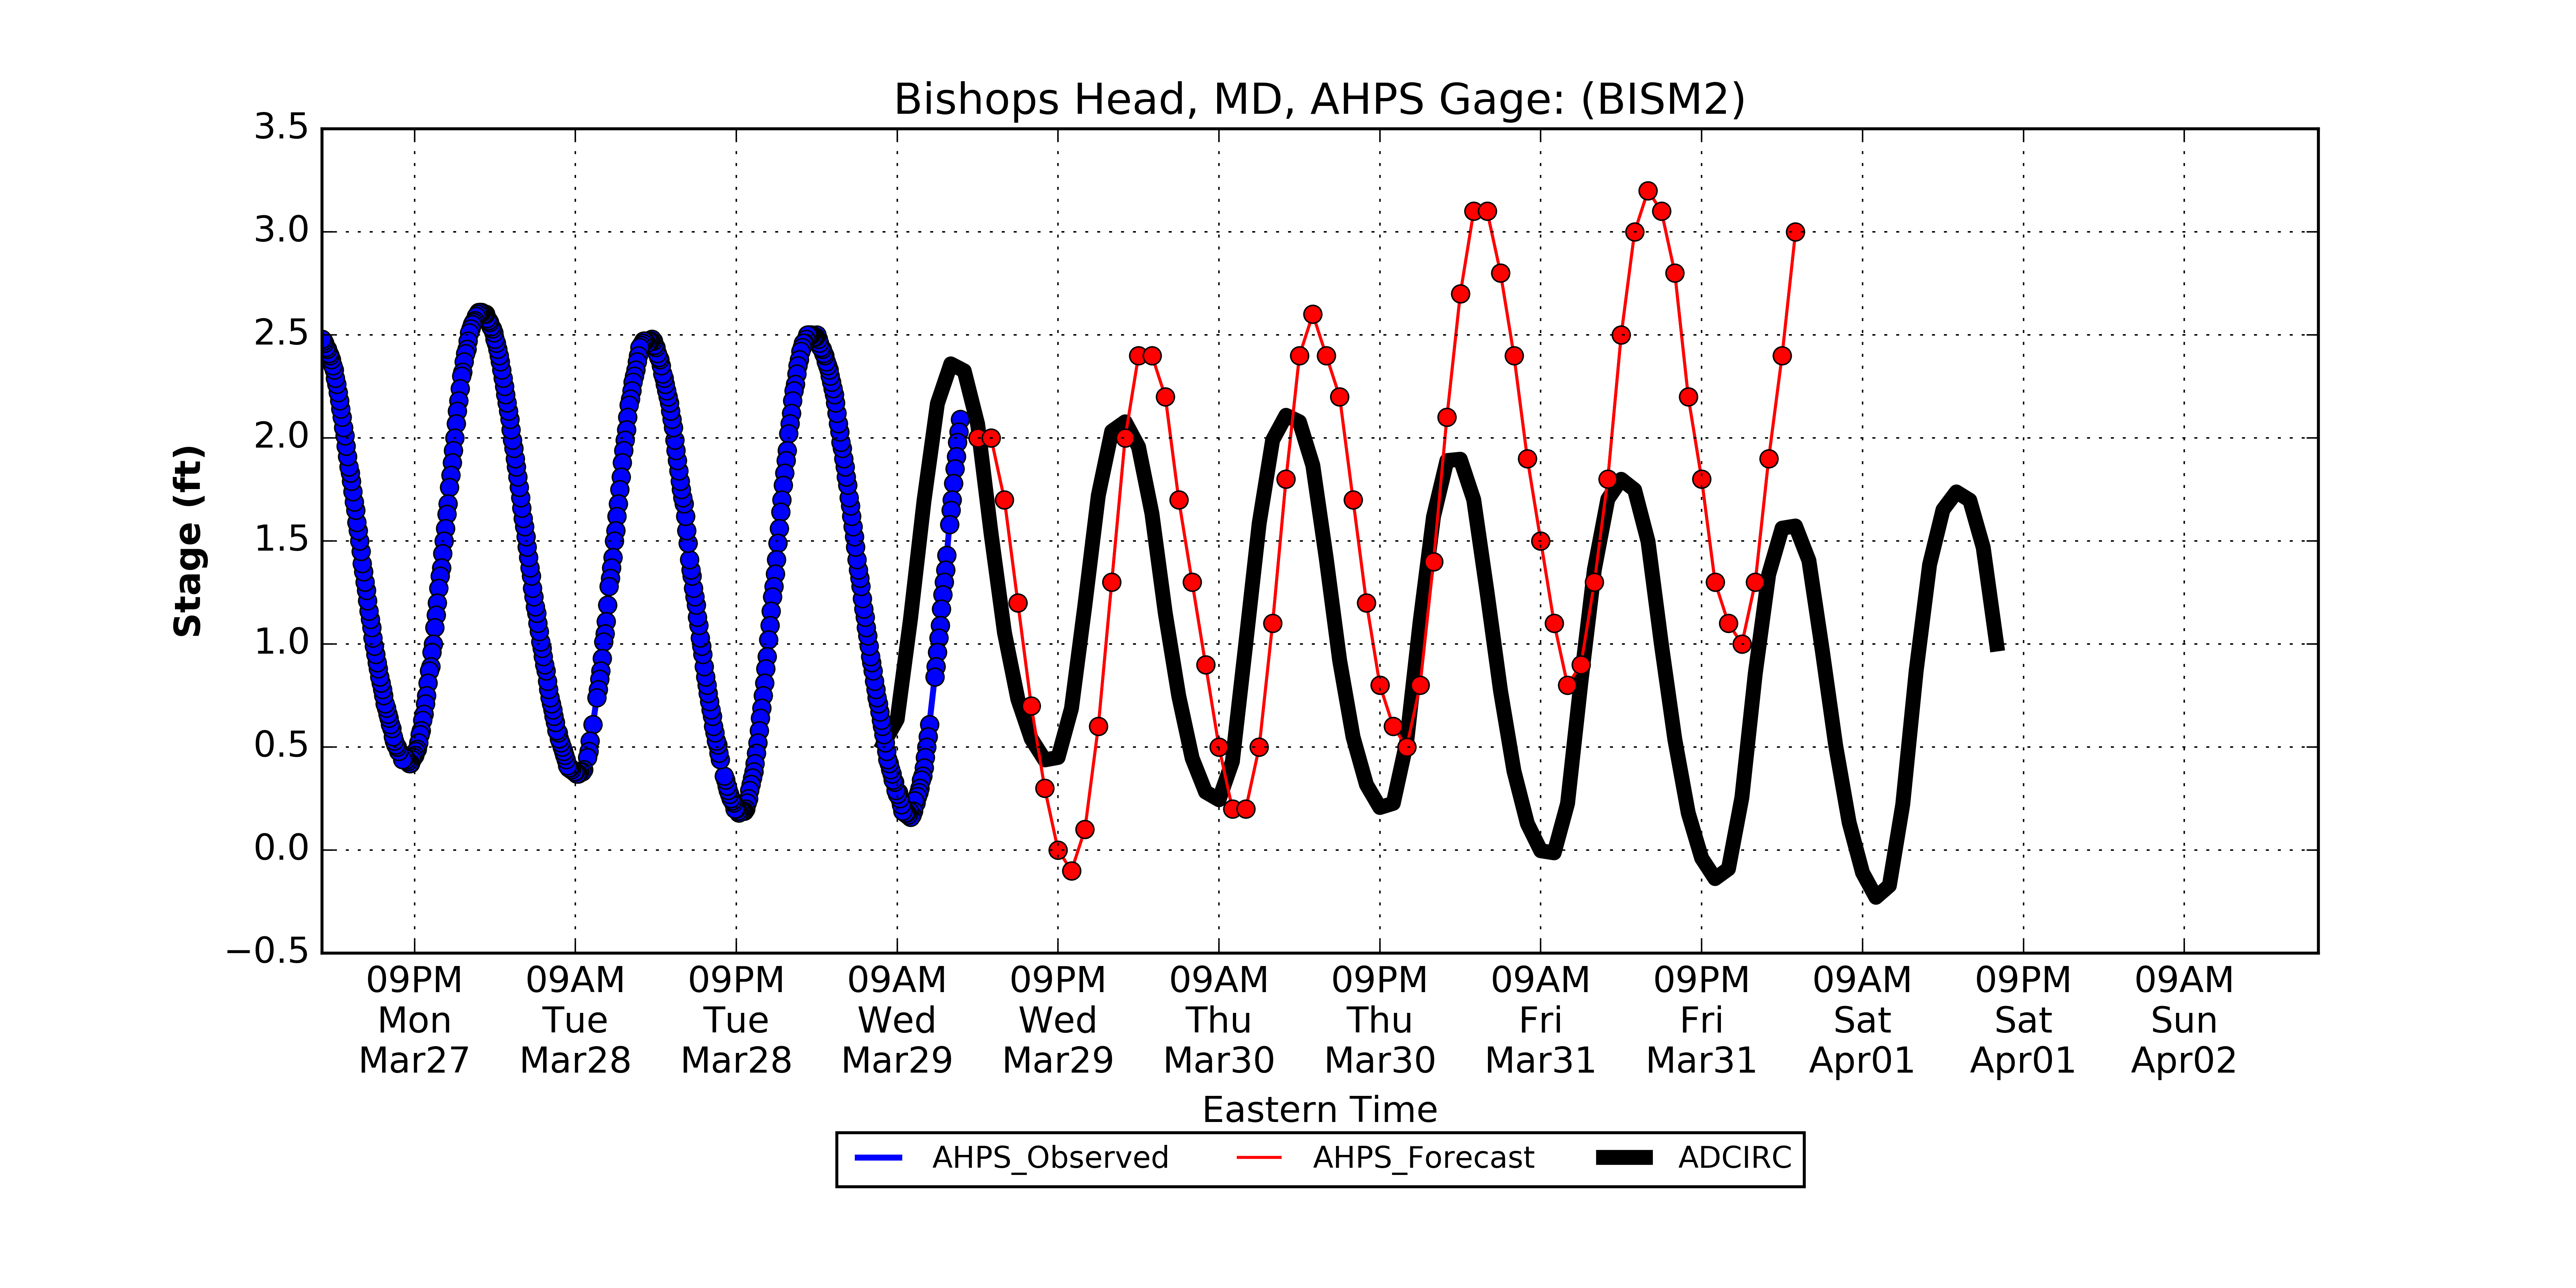 Bishops Head, MD, AHPS Gage: (BISM2)
3.5
3.0
2.5
2.0
1.5
1.0
0.5
0.0
−0.5
Stage (ft)
09PM Mon Mar27
09AM Tue Mar28
09PM Tue Mar28
09AM Wed Mar29
09PM Wed Mar29
09AM Thu Mar30
09PM Thu Mar30
09AM Fri Mar31
09PM Fri Mar31
09AM Sat Apr01
09PM Sat Apr01
09AM Sun Apr02
Eastern Time
AHPS_Observed AHPS_Forecast ADCIRC